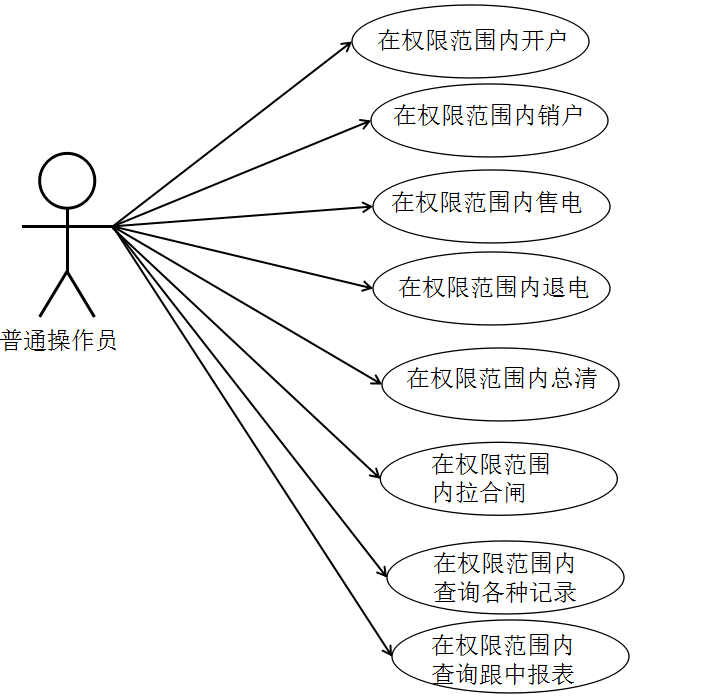 在权限范围内开户
在权限范围内销户
在权限范围内售电
在权限范围内退电
在权限范围内总清
在权限范围
内拉合闸
在权限范围内
查询各种记录
在权限范围内
查询跟中报表
普通操作员